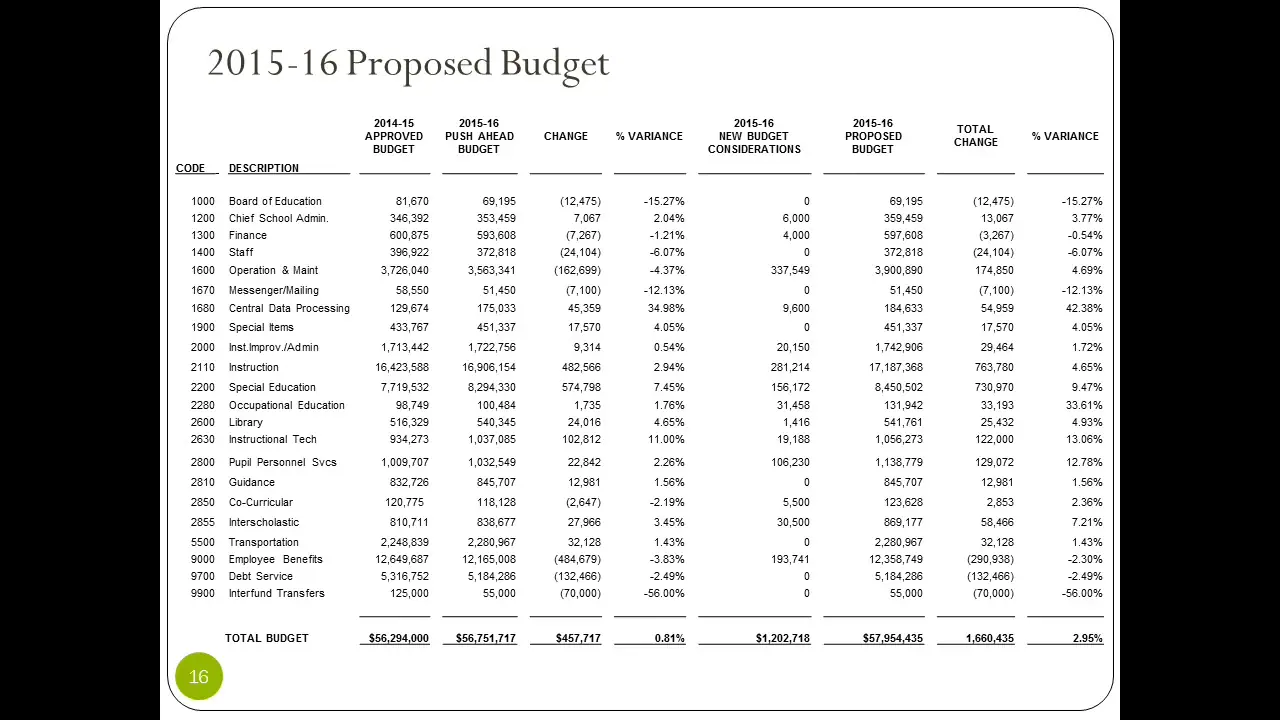 2015-16 Proposed Budget
2014-15 2015-16 2015-16 2015-16
APPROVED PUSH AHEAD CHANGE % VARIANCE NEW BUDGET PROPOSED TOTAL CHANGE % VARIANCE
BUDGET BUDGET CONSIDERATIONS BUDGET
CODE DESCRIPTION
1000 Board of Education 81,670 69,195 (12,475) -15.27% 0 69,195 (12,475) -15.27%
1200 Chief School Admin. 346,392 353,459 7,067 2.04% 6,000 359,459 13,067 3.77%
1300 Finance 600,875 593,608 (7,267) -1.21% 4,000 597,608 (3,267) -0.54%
1400 Staff 396,922 372,818 (24,104) -6.07% 0 372,818 (24,104) -6.07%
1600 Operation & Maint 3,726,040 3,563,341 (162,699) -4.37% 337,549 3,900,890 174,850 4.69%
1670 Messenger/Mailing 58,550 51,450 (7,100) -12.13% 0 51,450 (7,100) -12.13%
1680 Central Data Processing 129,674 175,033 45,359 34.98% 9,600 184,633 54,959 42.38%
1900 Special Items 433,767 451,337 17,570 4.05% 0 451,337 17,570 4.05%
2000 Inst.Improv./Admin 1,713,442 1,722,756 9,314 0.54% 20,150 1,742,906 29,464 1.72%
2110 Instruction 16,423,588 16,906,154 482,566 2.94% 281,214 17,187,368 763,780 4.65%
2200 Special Education 7,719,532 8,294,330 574,798 7.45% 156,172 8,450,502 730,970 9.47%
2280 Occupational Education 98,749 100,484 1,735 1.76% 31,458 131,942 33,193 33.61%
2600 Library 516,329 540,345 24,016 4.65% 1,416 541,761 25,432 4.93%
2630 Instructional Tech 934,273 1,037,085 102,812 11.00% 19,188 1,056,273 122,000 13.06%
2800 Pupil Personnel Svcs 1,009,707 1,032,549 22,842 2.26% 106,230 1,138,779 129,072 12.78%
2810 Guidance 832,726 845,707 12,981 1.56% 0 845,707 12,981 1.56%
2850 Co-Curricular 120,775 118,128 (2,647) -2.19% 5,500 123,628 2,853 2.36%
2855 Interscholastic 810,711 838,677 27,966 3.45% 30,500 869,177 58,466 7.21%
5500 Transportation 2,248,839 2,280,967 32,128 1.43% 0 2,280,967 32,128 1.43%
9000 Employee Benefits 12,649,687 12,165,008 (484,679) -3.83% 193,741 12,358,749 (290,938) -2.30%
9700 Debt Service 5,316,752 5,184,286 (132,466) -2.49% 0 5,184,286 (132,466) -2.49%
9900 Interfund Transfers 125,000 55,000 (70,000) -56.00% 0 55,000 (70,000) -56.00%
TOTAL BUDGET $56,294,000 $56,751,717 $457,717 0.81% $1,202,718 $57,954,435 1,660,435 2.95%
16